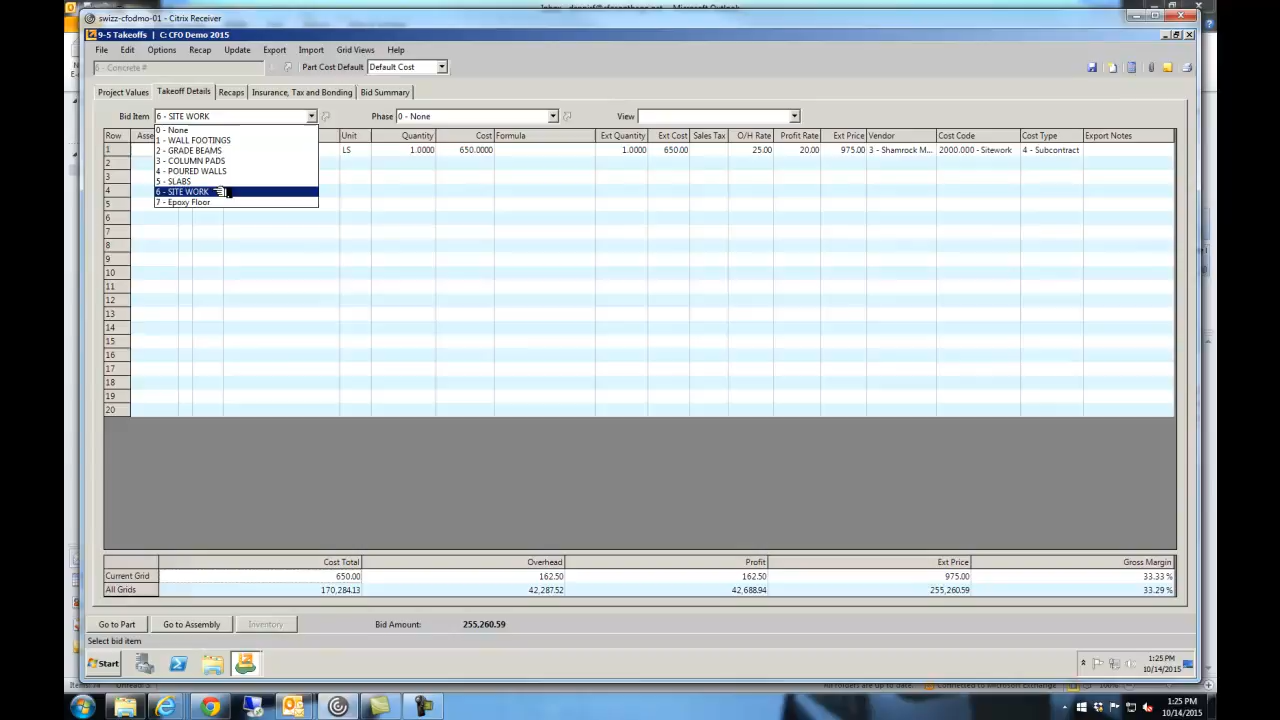 swizz-cfodmo-01 - Citrix Receiver
9-5 Takeoffs | C: CFO Demo 2015
File Edit Options Recap Update Export Import Grid Views Help
6 - Concrete # Part Cost Default Default Cost
Project Values Takeoff Details Recaps Insurance, Tax and Bonding Bid Summary
Bid Item 6 - SITE WORK Phase 0 - None View
0 - None
1 - WALL FOOTINGS
2 - GRADE BEAMS
3 - COLUMN PADS
4 - POURED WALLS
5 - SLABS
6 - SITE WORK
7 - Epoxy Floor
Row Asse Unit Quantity Cost Formula Ext Quantity Ext Cost Sales Tax O/H Rate Profit Rate Ext Price Vendor Cost Code Cost Type Export Notes
1 LS 1.0000 650.0000 1.0000 650.00 25.00 20.00 975.00 3 - Shamrock M... 2000.000 - Sitework 4 - Subcontract
2
3
4
5
6
7
8
9
10
11
12
13
14
15
16
17
18
19
20
Cost Total Overhead Profit Ext Price Gross Margin
Current Grid 650.00 162.50 162.50 975.00 33.33 %
All Grids 170,284.13 42,287.52 42,688.94 255,260.59 33.29 %
Go to Part Go to Assembly Inventory Bid Amount: 255,260.59
Select bid item
Start 1:25 PM
10/14/2015
1:25 PM
10/14/2015